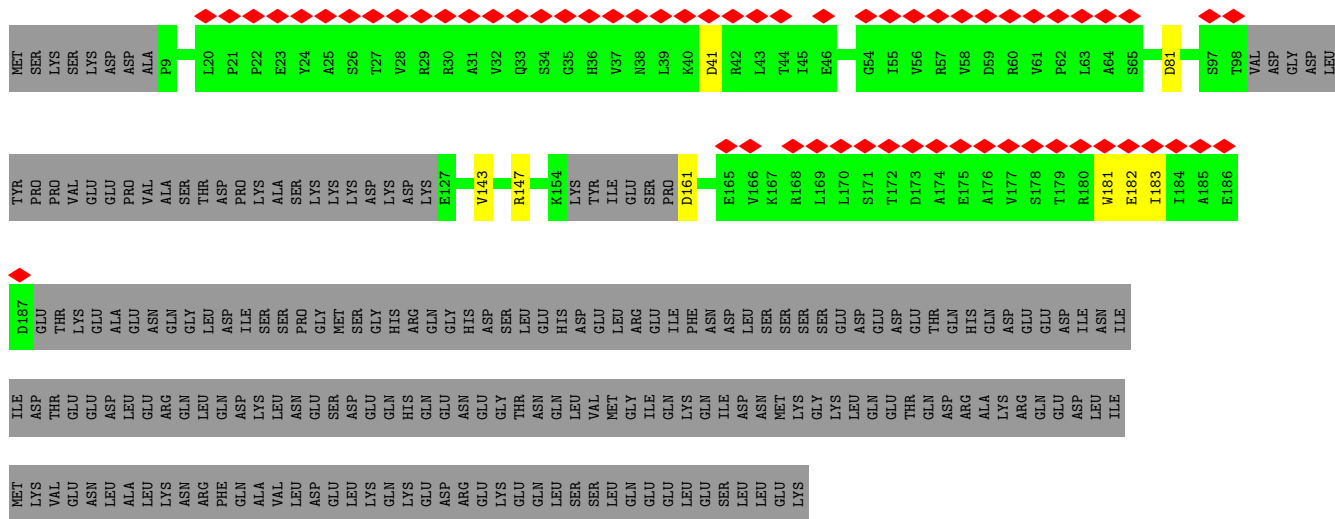 MET SER LYS SER LYS ASP ASP ALA P9 L20 P21 P22 E23 Y24 A25 S26 T27 V28 R29 R30 A31 V32 Q33 S34 G35 H36 V37 N38 L39 K40 D41 R42 L43 T44 I45 E46 G54 I55 V56 R57 V58 D59 R60 V61 P62 L63 A64 S65 D81 S97 T98 VAL ASP GLY ASP LEU
TYR PRO PRO VAL GLU GLU PRO VAL ALA SER THR ASP PRO LYS ALA SER LYS LYS LYS ASP LYS ASP LYS E127 V143 R147 K154 LYS TYR ILE GLU SER PRO D161 E165 V166 K167 R168 L169 L170 S171 T172 D173 A174 E175 A176 V177 S178 T179 R180 W181 E182 I183 I184 A185 E186
D187 GLU THR LYS GLU ALA GLU ASN GLN GLY LEU ASP ILE SER SER PRO GLY MET SER GLY HIS ARG GLN GLY HIS ASP SER LEU GLU HIS ASP GLU LEU ARG GLU ILE PHE ASN ASP LEU SER SER SER SER GLU ASP GLU ASP GLU THR GLN HIS GLN ASP GLU GLU ASP ILE ASN ILE
ILE ASP THR GLU GLU ASP LEU GLU ARG GLN LEU GLN ASP LYS LEU ASN GLU SER ASP GLU GLN HIS GLN GLU ASN GLU GLY THR ASN GLN LEU VAL MET GLY ILE GLN LYS GLN ILE ASP ASN MET LYS GLY LYS LEU GLN GLU THR GLN ASP ARG ALA LYS ARG GLN GLU ASP LEU ILE
MET LYS VAL GLU ASN LEU ALA LEU LYS ASN ARG PHE GLN ALA VAL LEU ASP GLU LEU LYS GLN LYS GLU ASP ARG GLU LYS GLU GLN LEU SER SER LEU GLN GLU GLU LEU GLU SER LEU LEU GLU LYS